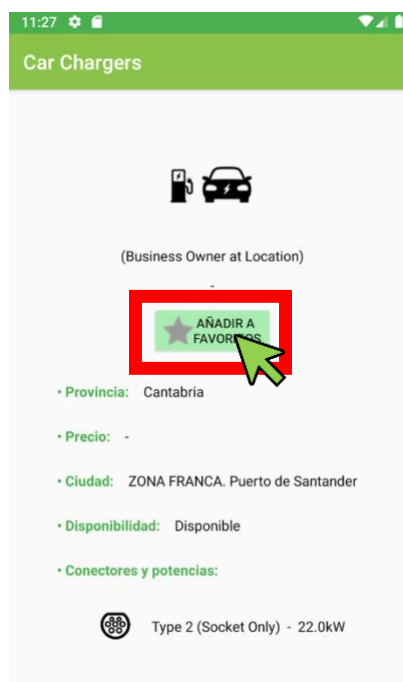 11:27
Car Chargers
(Business Owner at Location)
-
AÑADIR A
FAVORITOS
• Provincia: Cantabria
• Precio: -
• Ciudad: ZONA FRANCA. Puerto de Santander
• Disponibilidad: Disponible
• Conectores y potencias:
Type 2 (Socket Only) - 22.0kW